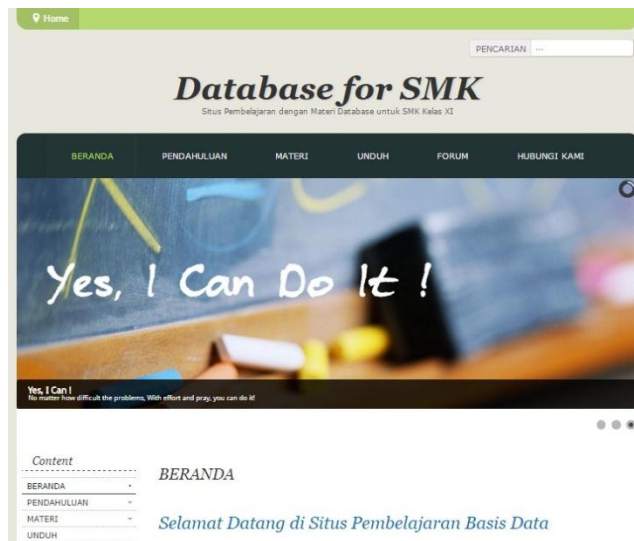 Home
PENCARIAN ...
Database for SMK
Situs Pembelajaran dengan Materi Database untuk SMK Kelas XI
BERANDA PENDAHULUAN MATERI UNDUH FORUM HUBUNGI KAMI
Yes, I Can Do It !
Yes, I Can !
No matter how difficult the problems, With effort and pray, you can do it!
Content
BERANDA
PENDAHULUAN
MATERI
UNDUH
BERANDA
Selamat Datang di Situs Pembelajaran Basis Data